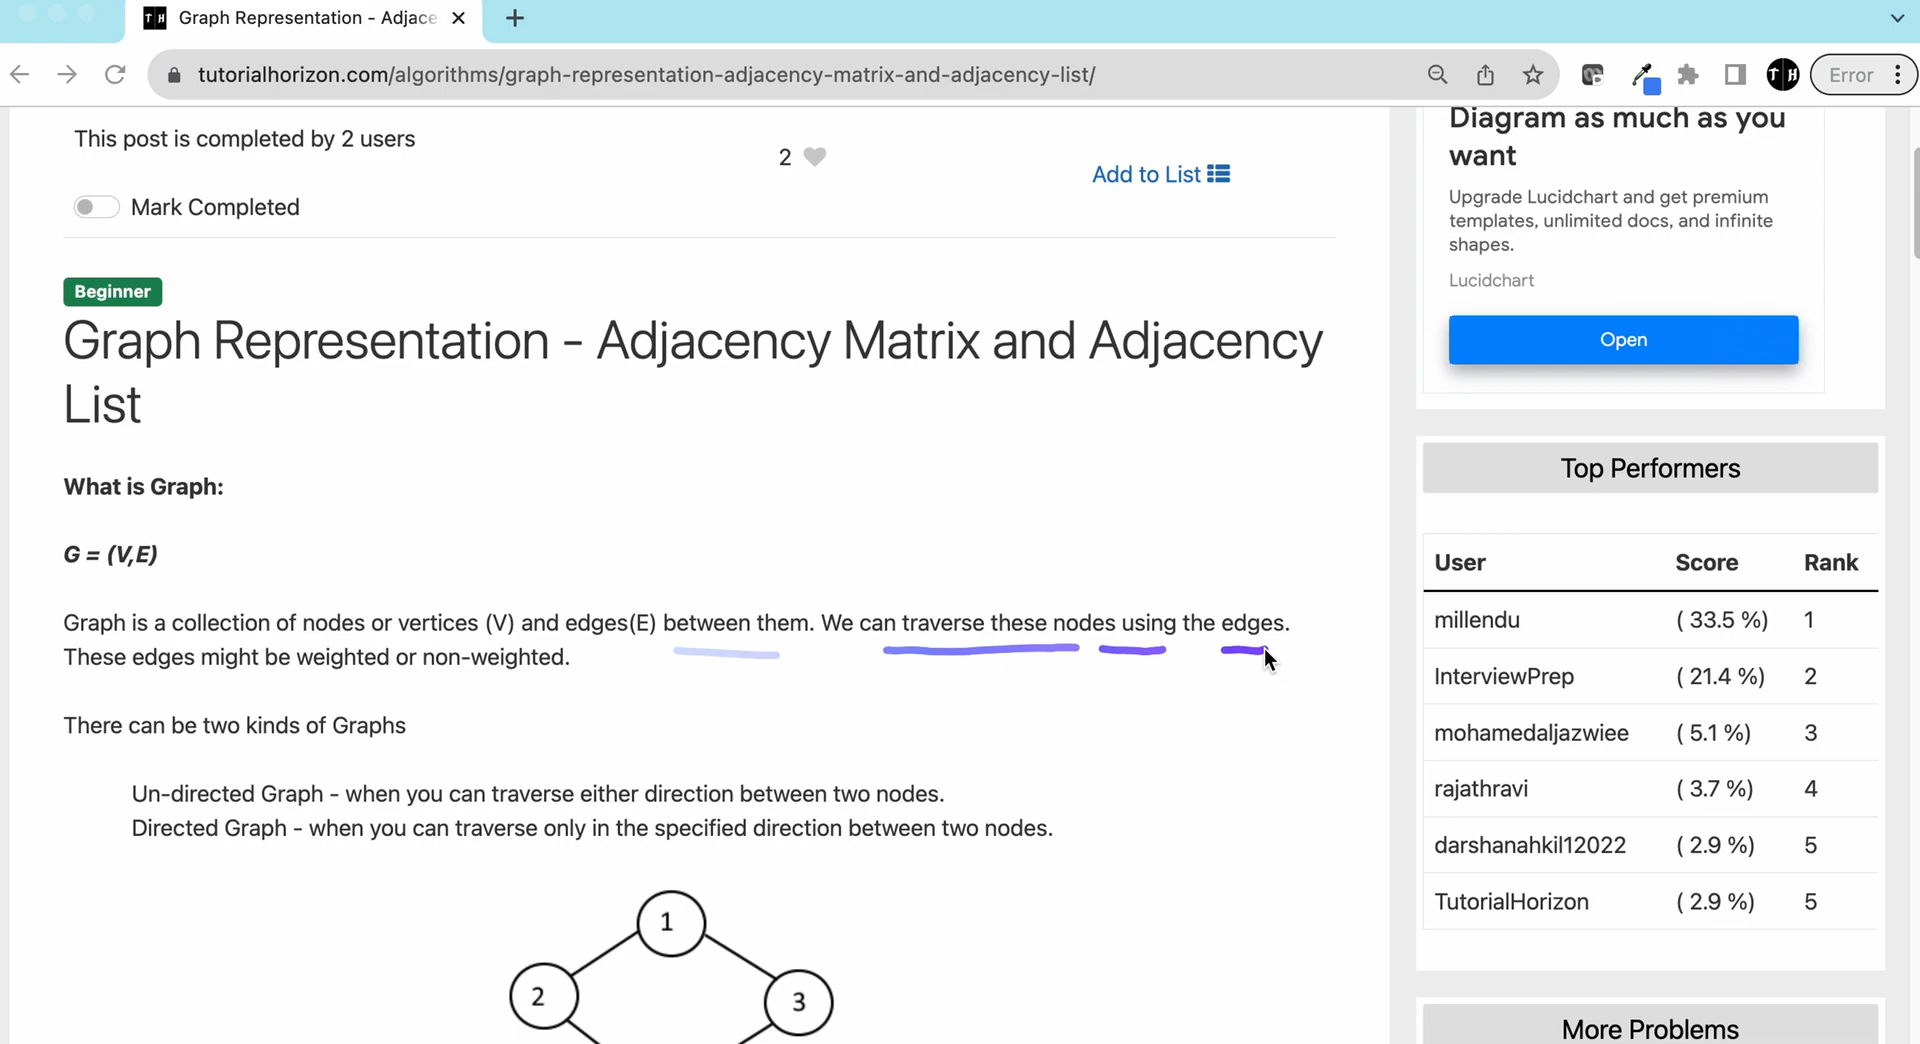 TH Graph Representation - Adjace
tutorialhorizon.com/algorithms/graph-representation-adjacency-matrix-and-adjacency-list/
TH
Error
This post is completed by 2 users
2
Add to List
Mark Completed
Beginner
Graph Representation - Adjacency Matrix and Adjacency
List
What is Graph:
G = (V,E)
Graph is a collection of nodes or vertices (V) and edges(E) between them. We can traverse these nodes using the edges.
These edges might be weighted or non-weighted.
There can be two kinds of Graphs
Un-directed Graph - when you can traverse either direction between two nodes.
Directed Graph - when you can traverse only in the specified direction between two nodes.
1
2
3
Diagram as much as you
want
Upgrade Lucidchart and get premium
templates, unlimited docs, and infinite
shapes.
Lucidchart
Open
Top Performers
User Score Rank
millendu ( 33.5 %) 1
InterviewPrep ( 21.4 %) 2
mohamedaljazwiee ( 5.1 %) 3
rajathravi ( 3.7 %) 4
darshanahkil12022 ( 2.9 %) 5
TutorialHorizon ( 2.9 %) 5
More Problems